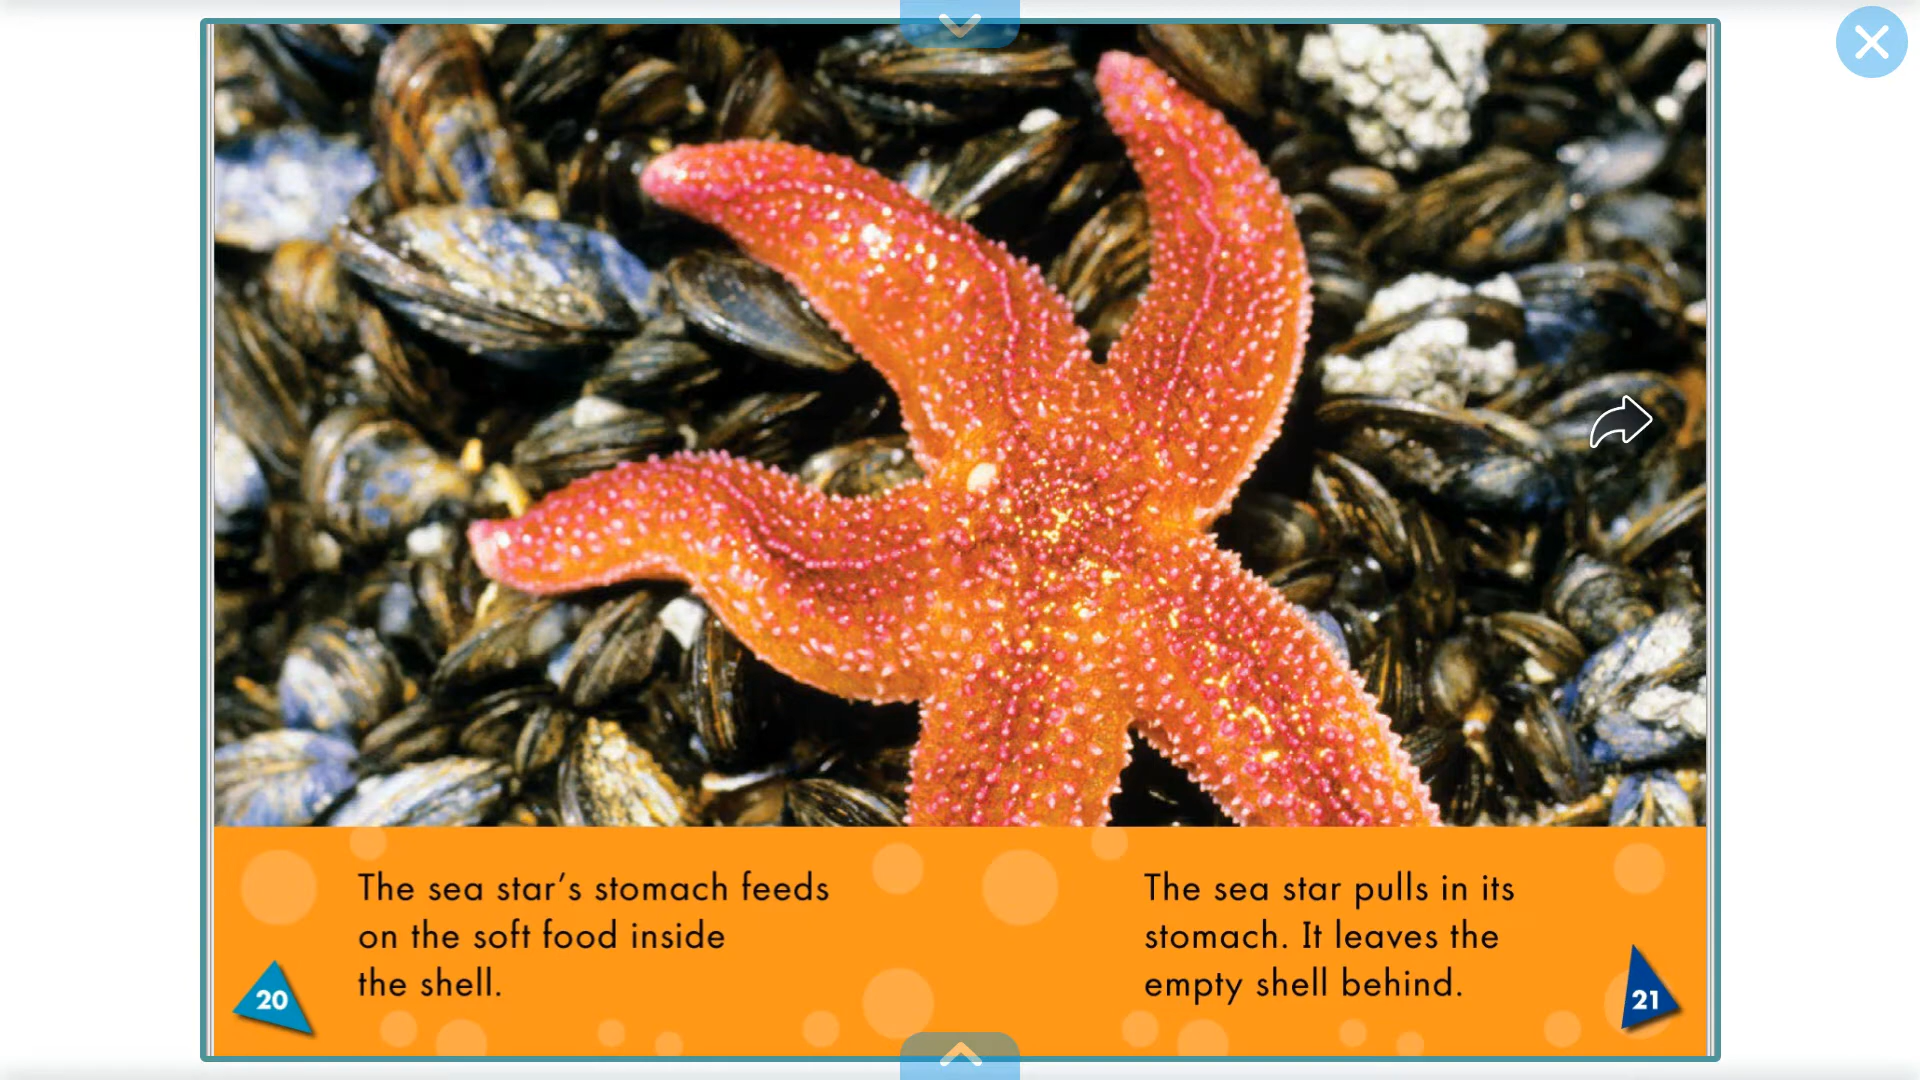 The sea star’s stomach feeds
on the soft food inside
the shell.
20
The sea star pulls in its
stomach. It leaves the
empty shell behind.
21